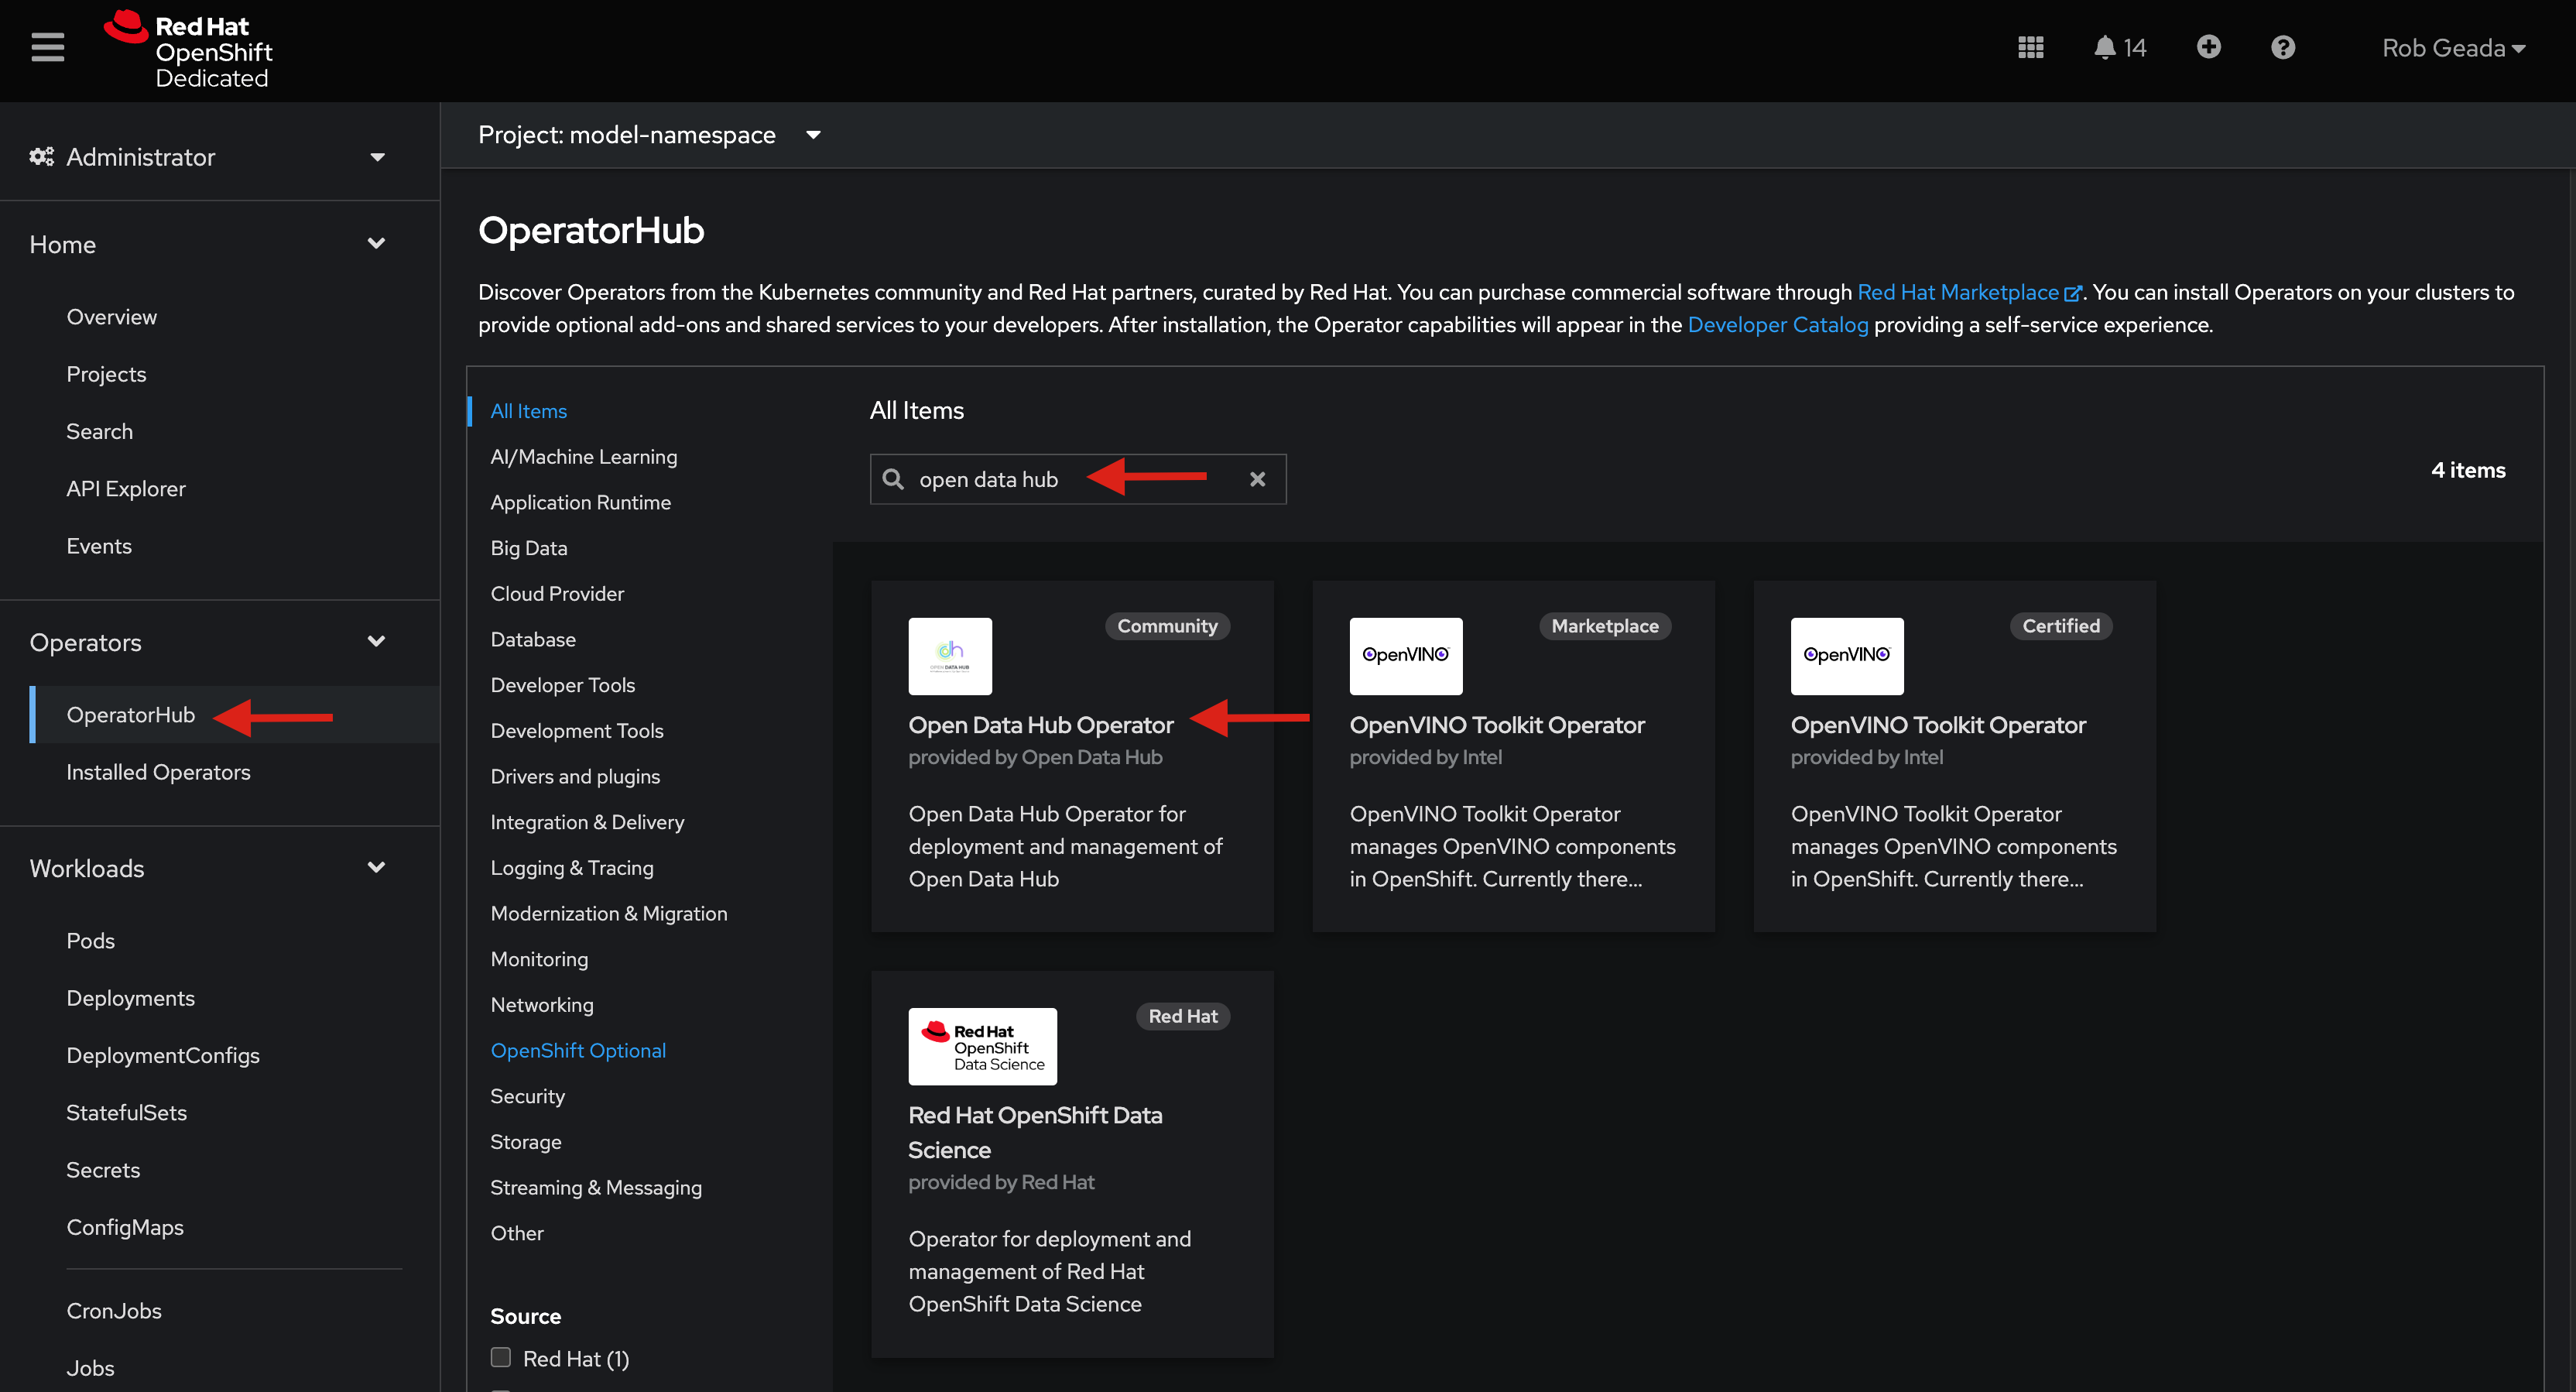 Red Hat
OpenShift
Dedicated
14
Rob Geada
Administrator
Home
Overview
Projects
Search
API Explorer
Events
Operators
OperatorHub
Installed Operators
Workloads
Pods
Deployments
DeploymentConfigs
StatefulSets
Secrets
ConfigMaps
CronJobs
Jobs
Project: model-namespace
OperatorHub
Discover Operators from the Kubernetes community and Red Hat partners, curated by Red Hat. You can purchase commercial software through Red Hat Marketplace. You can install Operators on your clusters to
provide optional add-ons and shared services to your developers. After installation, the Operator capabilities will appear in the Developer Catalog providing a self-service experience.
All Items
AI/Machine Learning
Application Runtime
Big Data
Cloud Provider
Database
Developer Tools
Development Tools
Drivers and plugins
Integration & Delivery
Logging & Tracing
Modernization & Migration
Monitoring
Networking
OpenShift Optional
Security
Storage
Streaming & Messaging
Other
Source
Red Hat (1)
All Items
open data hub
4 items
Community
OPEN DATA HUB
Open Data Hub Operator
provided by Open Data Hub
Open Data Hub Operator for
deployment and management of
Open Data Hub
Marketplace
OpenVINO
OpenVINO Toolkit Operator
provided by Intel
OpenVINO Toolkit Operator
manages OpenVINO components
in OpenShift. Currently there...
Certified
OpenVINO
OpenVINO Toolkit Operator
provided by Intel
OpenVINO Toolkit Operator
manages OpenVINO components
in OpenShift. Currently there...
Red Hat
Red Hat
OpenShift
Data Science
Red Hat OpenShift Data
Science
provided by Red Hat
Operator for deployment and
management of Red Hat
OpenShift Data Science